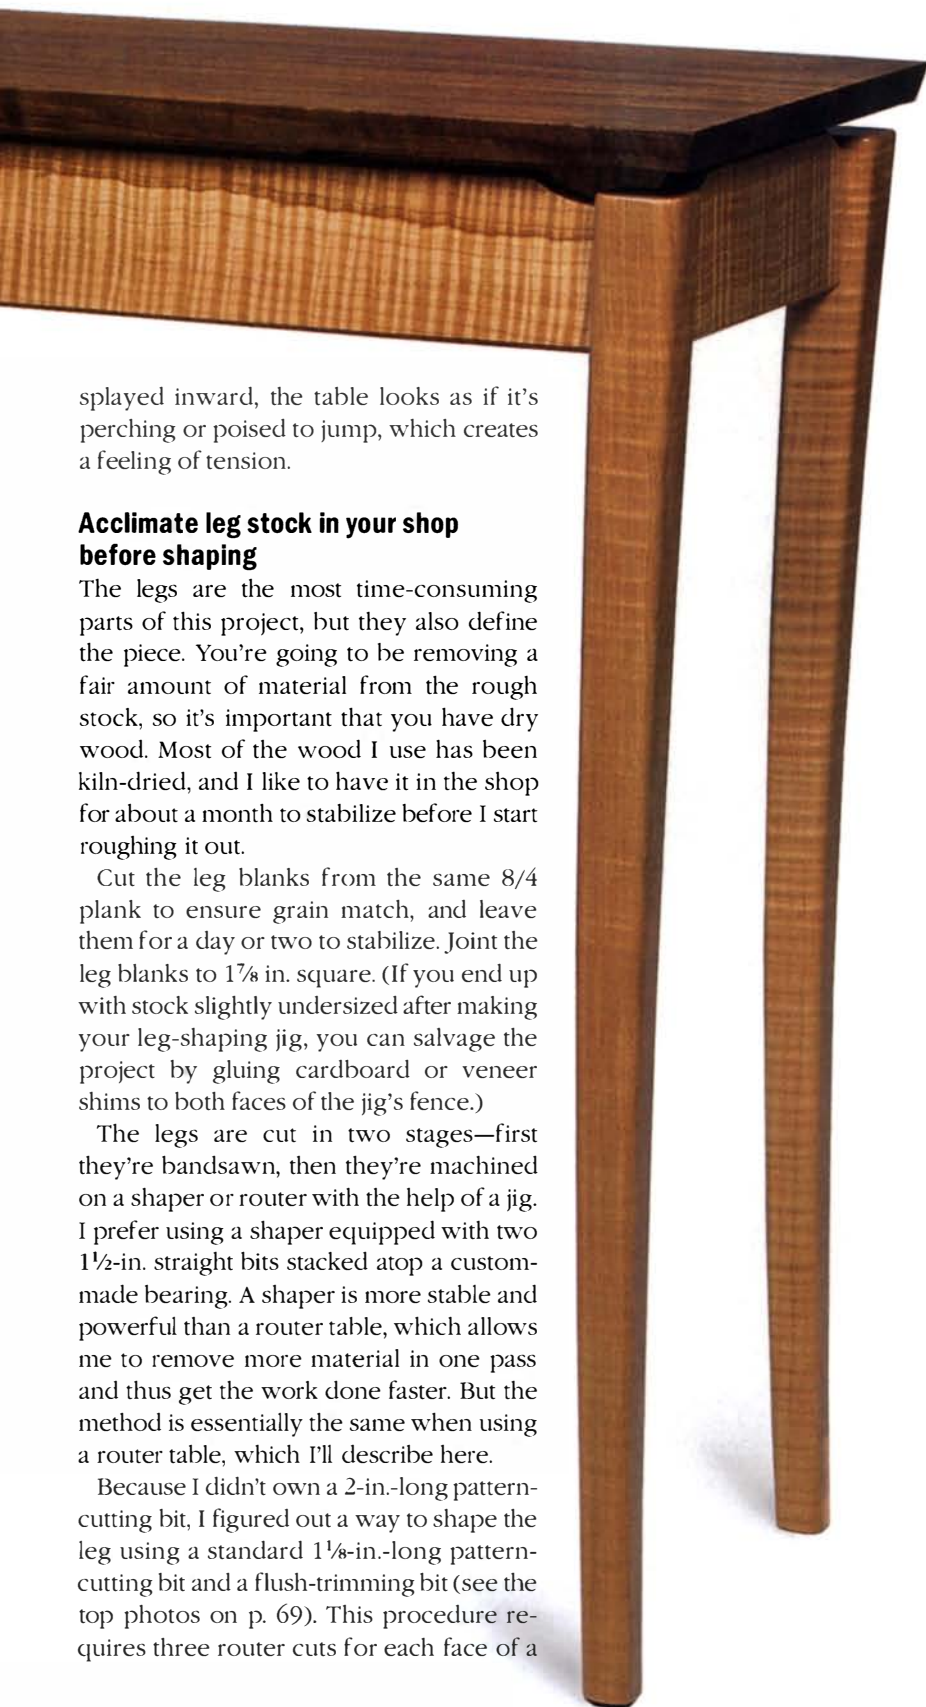 splayed inward, the table looks as if it's
perching or poised to jump, which creates
a feeling of tension.
Acclimate leg stock in your shop
before shaping
The legs are the most time-consuming
parts of this project, but they also define
the piece. You're going to be removing a
fair amount of material from the rough
stock, so it's important that you have dry
wood. Most of the wood I use has been
kiln-dried, and I like to have it in the shop
for about a month to stabilize before I start
roughing it out.
Cut the leg blanks from the same 8/4
plank to ensure grain match, and leave
them for a day or two to stabilize. Joint the
leg blanks to 1⅞ in. square. (If you end up
with stock slightly undersized after making
your leg-shaping jig, you can salvage the
project by gluing cardboard or veneer
shims to both faces of the jig's fence.)
The legs are cut in two stages—first
they're bandsawn, then they're machined
on a shaper or router with the help of a jig.
I prefer using a shaper equipped with two
1½-in. straight bits stacked atop a custom-
made bearing. A shaper is more stable and
powerful than a router table, which allows
me to remove more material in one pass
and thus get the work done faster. But the
method is essentially the same when using
a router table, which I'll describe here.
Because I didn't own a 2-in.-long pattern-
cutting bit, I figured out a way to shape the
leg using a standard 1⅛-in.-long pattern-
cutting bit and a flush-trimming bit (see the
top photos on p. 69). This procedure re-
quires three router cuts for each face of a